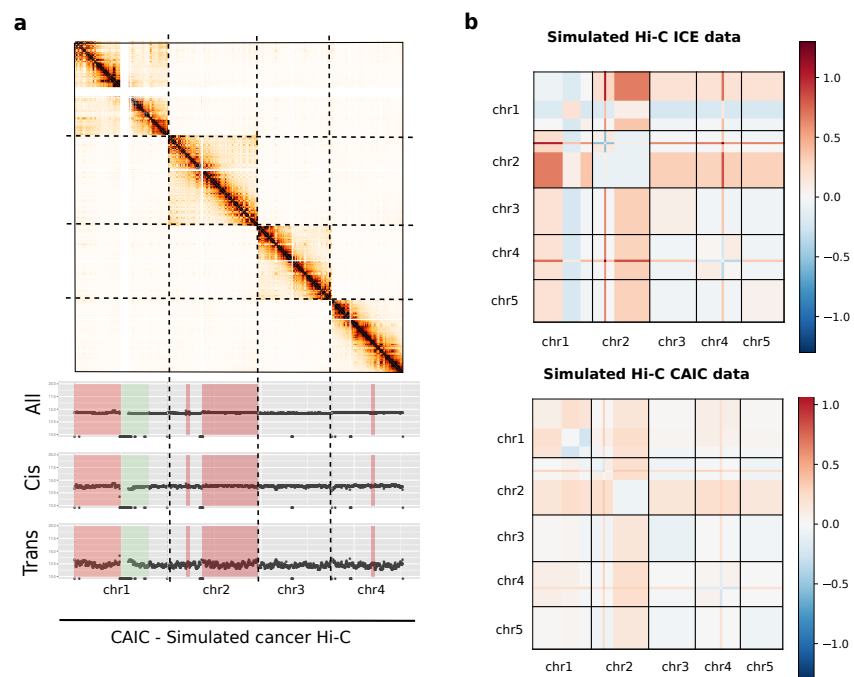 a
All
Cis
Trans
chr1 chr2 chr3 chr4
CAIC - Simulated cancer Hi-C
b
Simulated Hi-C ICE data
chr1
chr2
chr3
chr4
chr5
chr1 chr2 chr3 chr4 chr5
1.0
0.5
0.0
−0.5
−1.0
Simulated Hi-C CAIC data
chr1
chr2
chr3
chr4
chr5
chr1 chr2 chr3 chr4 chr5
1.0
0.5
0.0
−0.5
−1.0